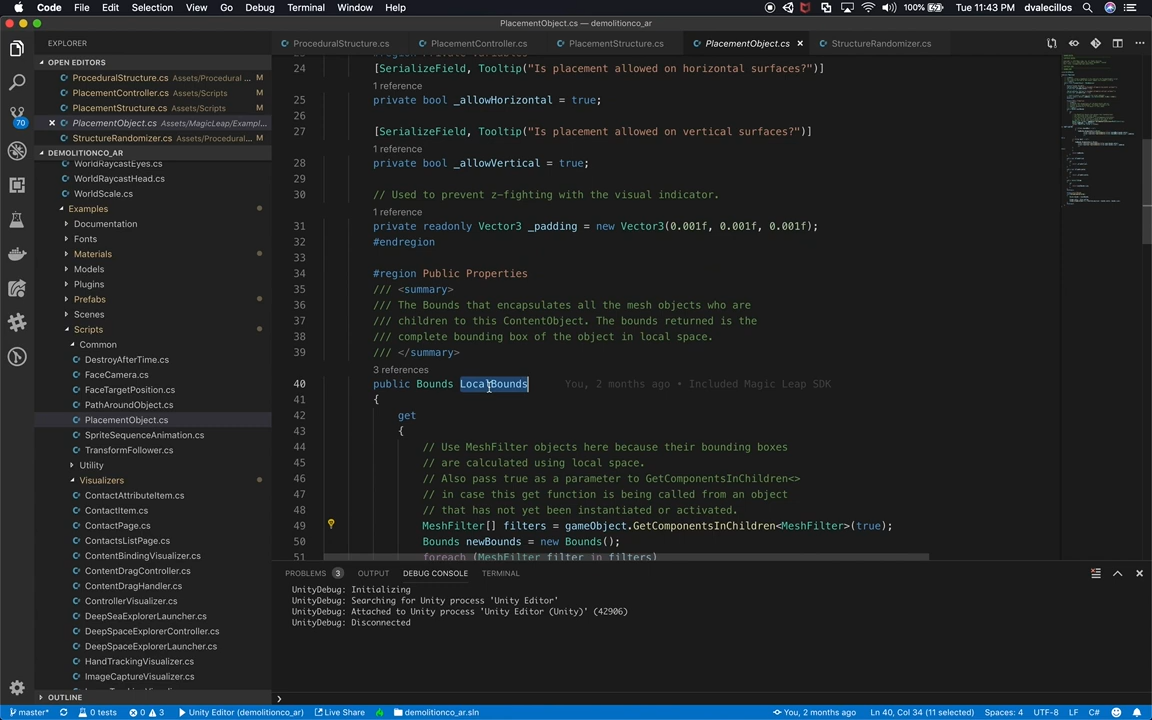 Code File Edit Selection View Go Debug Terminal Window Help 100% Tue 11:43 PM dvalecillos
PlacementObject.cs — demolitionco_ar
EXPLORER
ProceduralStructure.cs PlacementController.cs PlacementStructure.cs PlacementObject.cs StructureRandomizer.cs
OPEN EDITORS
ProceduralStructure.cs Assets/Procedural ... M
PlacementController.cs Assets/Scripts M
PlacementStructure.cs Assets/Scripts M
PlacementObject.cs Assets/MagicLeap/Exampl...
StructureRandomizer.cs Assets/Procedural... M
DEMOLITIONCO_AR
WorldRaycastEyes.cs
WorldRaycastHead.cs
WorldScale.cs
Examples
Documentation
Fonts
Materials
Models
Plugins
Prefabs
Scenes
Scripts
Common
DestroyAfterTime.cs
FaceCamera.cs
FaceTargetPosition.cs
PathAroundObject.cs
PlacementObject.cs
SpriteSequenceAnimation.cs
TransformFollower.cs
Utility
Visualizers
ContactAttributeItem.cs
ContactItem.cs
ContactPage.cs
ContactsListPage.cs
ContentBindingVisualizer.cs
ContentDragController.cs
ContentDragHandler.cs
ControllerVisualizer.cs
DeepSeaExplorerLauncher.cs
DeepSpaceExplorerController.cs
DeepSpaceExplorerLauncher.cs
HandTrackingVisualizer.cs
ImageCaptureVisualizer.cs
OUTLINE
70
24 [SerializeField, Tooltip("Is placement allowed on horizontal surfaces?")]
1 reference
25 private bool _allowHorizontal = true;
26
27 [SerializeField, Tooltip("Is placement allowed on vertical surfaces?")]
1 reference
28 private bool _allowVertical = true;
29
30 // Used to prevent z-fighting with the visual indicator.
1 reference
31 private readonly Vector3 _padding = new Vector3(0.001f, 0.001f, 0.001f);
32 #endregion
33
34 #region Public Properties
35 /// <summary>
36 /// The Bounds that encapsulates all the mesh objects who are
37 /// children to this ContentObject. The bounds returned is the
38 /// complete bounding box of the object in local space.
39 /// </summary>
3 references
40 public Bounds LocalBounds You, 2 months ago • Included Magic Leap SDK
41 {
42 get
43 {
44 // Use MeshFilter objects here because their bounding boxes
45 // are calculated using local space.
46 // Also pass true as a parameter to GetComponentsInChildren<>
47 // in case this get function is being called from an object
48 // that has not yet been instantiated or activated.
49 MeshFilter[] filters = gameObject.GetComponentsInChildren<MeshFilter>(true);
50 Bounds newBounds = new Bounds();
51 foreach (MeshFilter filter in filters)
PROBLEMS 3 OUTPUT DEBUG CONSOLE TERMINAL
UnityDebug: Initializing
UnityDebug: Searching for Unity process 'Unity Editor'
UnityDebug: Attached to Unity process 'Unity Editor (Unity)' (42906)
UnityDebug: Disconnected
master* 0 tests 0 3 Unity Editor (demolitionco_ar) Live Share demolitionco_ar.sln You, 2 months ago Ln 40, Col 34 (11 selected) Spaces: 4 UTF-8 LF C#